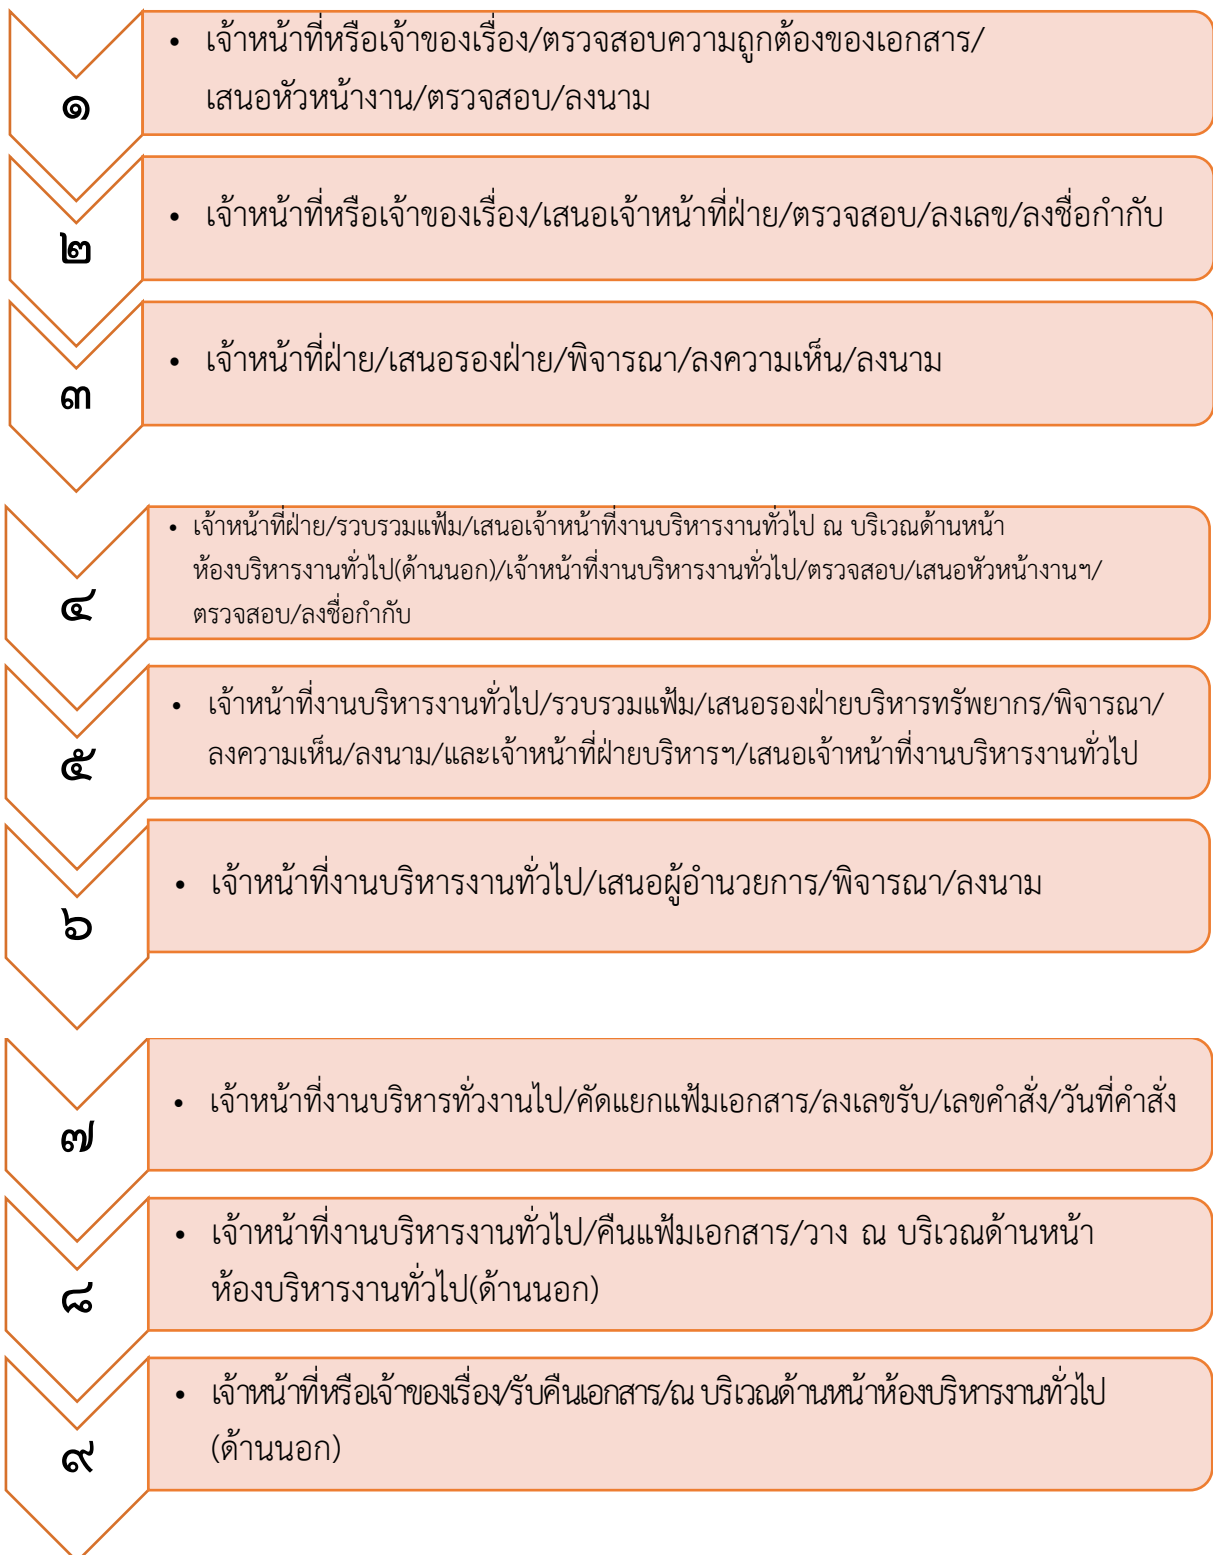 ๑
• เจ้าหน้าที่หรือเจ้าของเรื่อง/ตรวจสอบความถูกต้องของเอกสาร/
เสนอหัวหน้างาน/ตรวจสอบ/ลงนาม
๒
• เจ้าหน้าที่หรือเจ้าของเรื่อง/เสนอเจ้าหน้าที่ฝ่าย/ตรวจสอบ/ลงเลข/ลงชื่อกำกับ
๓
• เจ้าหน้าที่ฝ่าย/เสนอรองฝ่าย/พิจารณา/ลงความเห็น/ลงนาม
๔
• เจ้าหน้าที่ฝ่าย/รวบรวมแฟ้ม/เสนอเจ้าหน้าที่งานบริหารงานทั่วไป ณ บริเวณด้านหน้า
ห้องบริหารงานทั่วไป(ด้านนอก)/เจ้าหน้าที่งานบริหารงานทั่วไป/ตรวจสอบ/เสนอหัวหน้างานฯ/
ตรวจสอบ/ลงชื่อกำกับ
๕
• เจ้าหน้าที่งานบริหารงานทั่วไป/รวบรวมแฟ้ม/เสนอรองฝ่ายบริหารทรัพยากร/พิจารณา/
ลงความเห็น/ลงนาม/และเจ้าหน้าที่ฝ่ายบริหารฯ/เสนอเจ้าหน้าที่งานบริหารงานทั่วไป
๖
• เจ้าหน้าที่งานบริหารงานทั่วไป/เสนอผู้อำนวยการ/พิจารณา/ลงนาม
๗
• เจ้าหน้าที่งานบริหารทั่วงานไป/คัดแยกแฟ้มเอกสาร/ลงเลขรับ/เลขคำสั่ง/วันที่คำสั่ง
๘
• เจ้าหน้าที่งานบริหารงานทั่วไป/คืนแฟ้มเอกสาร/วาง ณ บริเวณด้านหน้า
ห้องบริหารงานทั่วไป(ด้านนอก)
๙
• เจ้าหน้าที่หรือเจ้าของเรื่อง/รับคืนเอกสาร/ณ บริเวณด้านหน้าห้องบริหารงานทั่วไป
(ด้านนอก)